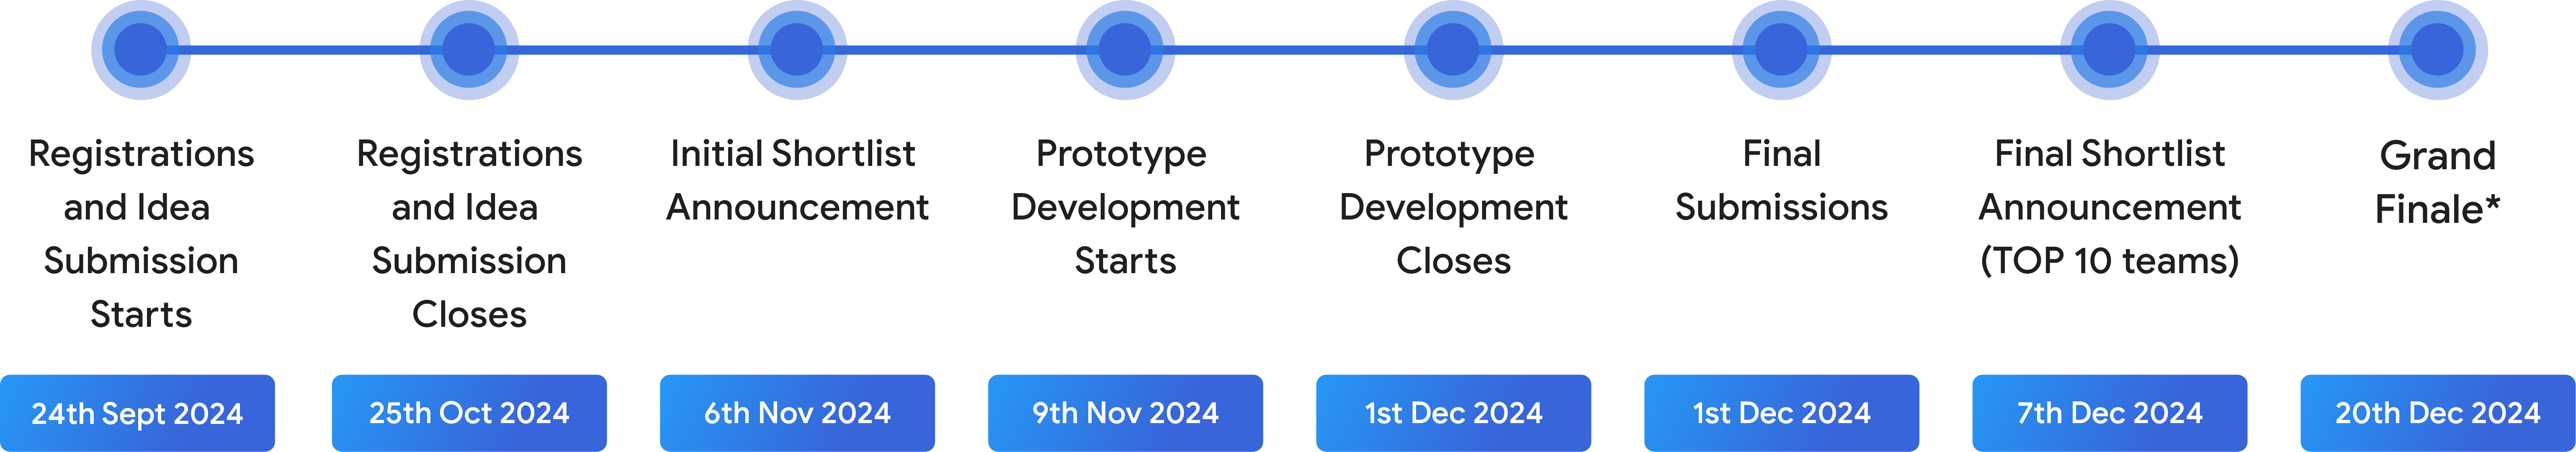 Registrations
and Idea
Submission
Starts
24th Sept 2024
Registrations
and Idea
Submission
Closes
25th Oct 2024
Initial Shortlist
Announcement
6th Nov 2024
Prototype
Development
Starts
9th Nov 2024
Prototype
Development
Closes
1st Dec 2024
Final
Submissions
1st Dec 2024
Final Shortlist
Announcement
(TOP 10 teams)
7th Dec 2024
Grand
Finale*
20th Dec 2024